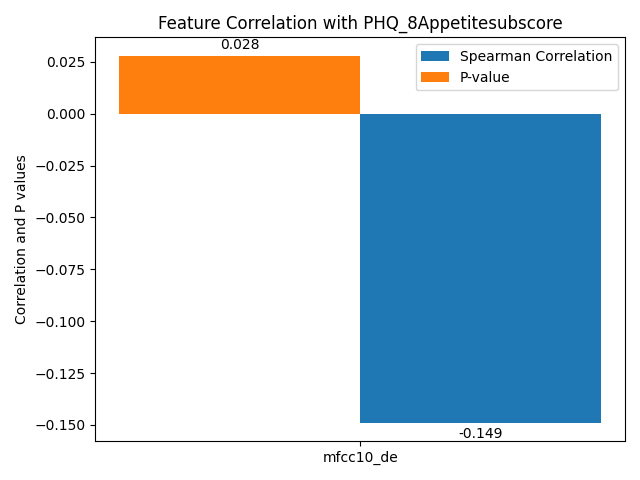 Feature Correlation with PHQ_8Appetitesubscore
0.028
Spearman Correlation
P-value
Correlation and P values
0.025
0.000
−0.025
−0.050
−0.075
−0.100
−0.125
−0.150
-0.149
mfcc10_de